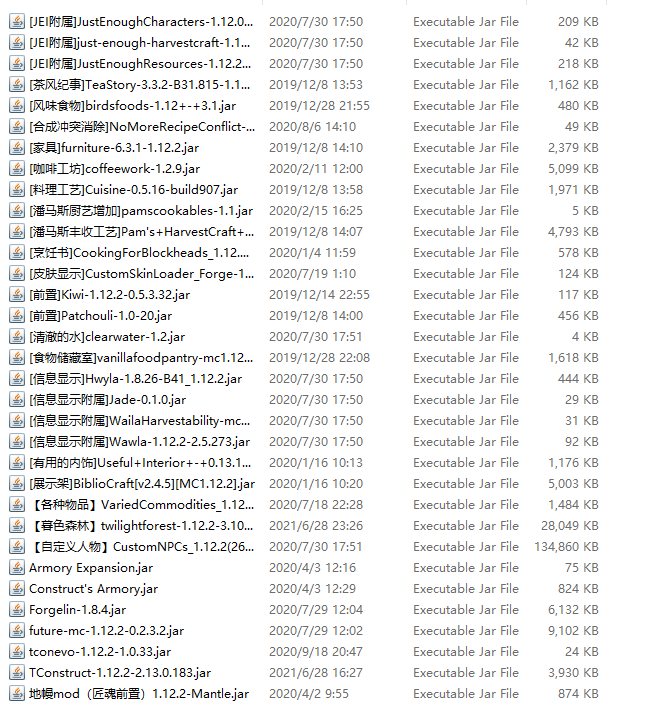 [JEI附属]JustEnoughCharacters-1.12.0... 2020/7/30 17:50 Executable Jar File 209 KB
[JEI附属]just-enough-harvestcraft-1.1... 2020/7/30 17:50 Executable Jar File 42 KB
[JEI附属]JustEnoughResources-1.12.2... 2020/7/30 17:50 Executable Jar File 218 KB
[茶风纪事]TeaStory-3.3.2-B31.815-1.1... 2019/12/8 13:53 Executable Jar File 1,162 KB
[风味食物]birdsfoods-1.12+-+3.1.jar 2019/12/28 21:55 Executable Jar File 480 KB
[合成冲突消除]NoMoreRecipeConflict-... 2020/8/6 14:10 Executable Jar File 49 KB
[家具]furniture-6.3.1-1.12.2.jar 2019/12/8 14:10 Executable Jar File 2,379 KB
[咖啡工坊]coffeework-1.2.9.jar 2020/2/11 12:00 Executable Jar File 5,099 KB
[料理工艺]Cuisine-0.5.16-build907.jar 2019/12/8 13:58 Executable Jar File 1,971 KB
[潘马斯厨艺增加]pamscookables-1.1.jar 2020/2/15 16:25 Executable Jar File 5 KB
[潘马斯丰收工艺]Pam's+HarvestCraft+... 2019/12/8 14:07 Executable Jar File 4,793 KB
[烹饪书]CookingForBlockheads_1.12.... 2020/1/4 11:59 Executable Jar File 578 KB
[皮肤显示]CustomSkinLoader_Forge-1... 2020/7/19 1:10 Executable Jar File 124 KB
[前置]Kiwi-1.12.2-0.5.3.32.jar 2019/12/14 22:55 Executable Jar File 117 KB
[前置]Patchouli-1.0-20.jar 2019/12/8 14:00 Executable Jar File 456 KB
[清澈的水]clearwater-1.2.jar 2020/7/30 17:51 Executable Jar File 4 KB
[食物储藏室]vanillafoodpantry-mc1.12... 2019/12/28 22:08 Executable Jar File 1,618 KB
[信息显示]Hwyla-1.8.26-B41_1.12.2.jar 2020/7/30 17:50 Executable Jar File 444 KB
[信息显示附属]Jade-0.1.0.jar 2020/7/30 17:50 Executable Jar File 29 KB
[信息显示附属]WailaHarvestability-mc... 2020/7/30 17:50 Executable Jar File 31 KB
[信息显示附属]Wawla-1.12.2-2.5.273.jar 2020/7/30 17:50 Executable Jar File 92 KB
[有用的内饰]Useful+Interior+-+0.13.1... 2020/1/16 10:13 Executable Jar File 1,176 KB
[展示架]BiblioCraft[v2.4.5][MC1.12.2].jar 2020/1/16 10:20 Executable Jar File 5,003 KB
【各种物品】VariedCommodities_1.12... 2020/7/18 22:28 Executable Jar File 1,484 KB
【暮色森林】twilightforest-1.12.2-3.10... 2021/6/28 23:26 Executable Jar File 28,049 KB
【自定义人物】CustomNPCs_1.12.2(26... 2020/7/30 17:51 Executable Jar File 134,860 KB
Armory Expansion.jar 2020/4/3 12:16 Executable Jar File 75 KB
Construct's Armory.jar 2020/4/3 12:29 Executable Jar File 824 KB
Forgelin-1.8.4.jar 2020/7/29 12:04 Executable Jar File 6,132 KB
future-mc-1.12.2-0.2.3.2.jar 2020/7/29 12:02 Executable Jar File 9,102 KB
tconevo-1.12.2-1.0.33.jar 2020/9/18 20:47 Executable Jar File 24 KB
TConstruct-1.12.2-2.13.0.183.jar 2021/6/28 16:27 Executable Jar File 3,930 KB
地幔mod（匠魂前置）1.12.2-Mantle.jar 2020/4/2 9:55 Executable Jar File 874 KB